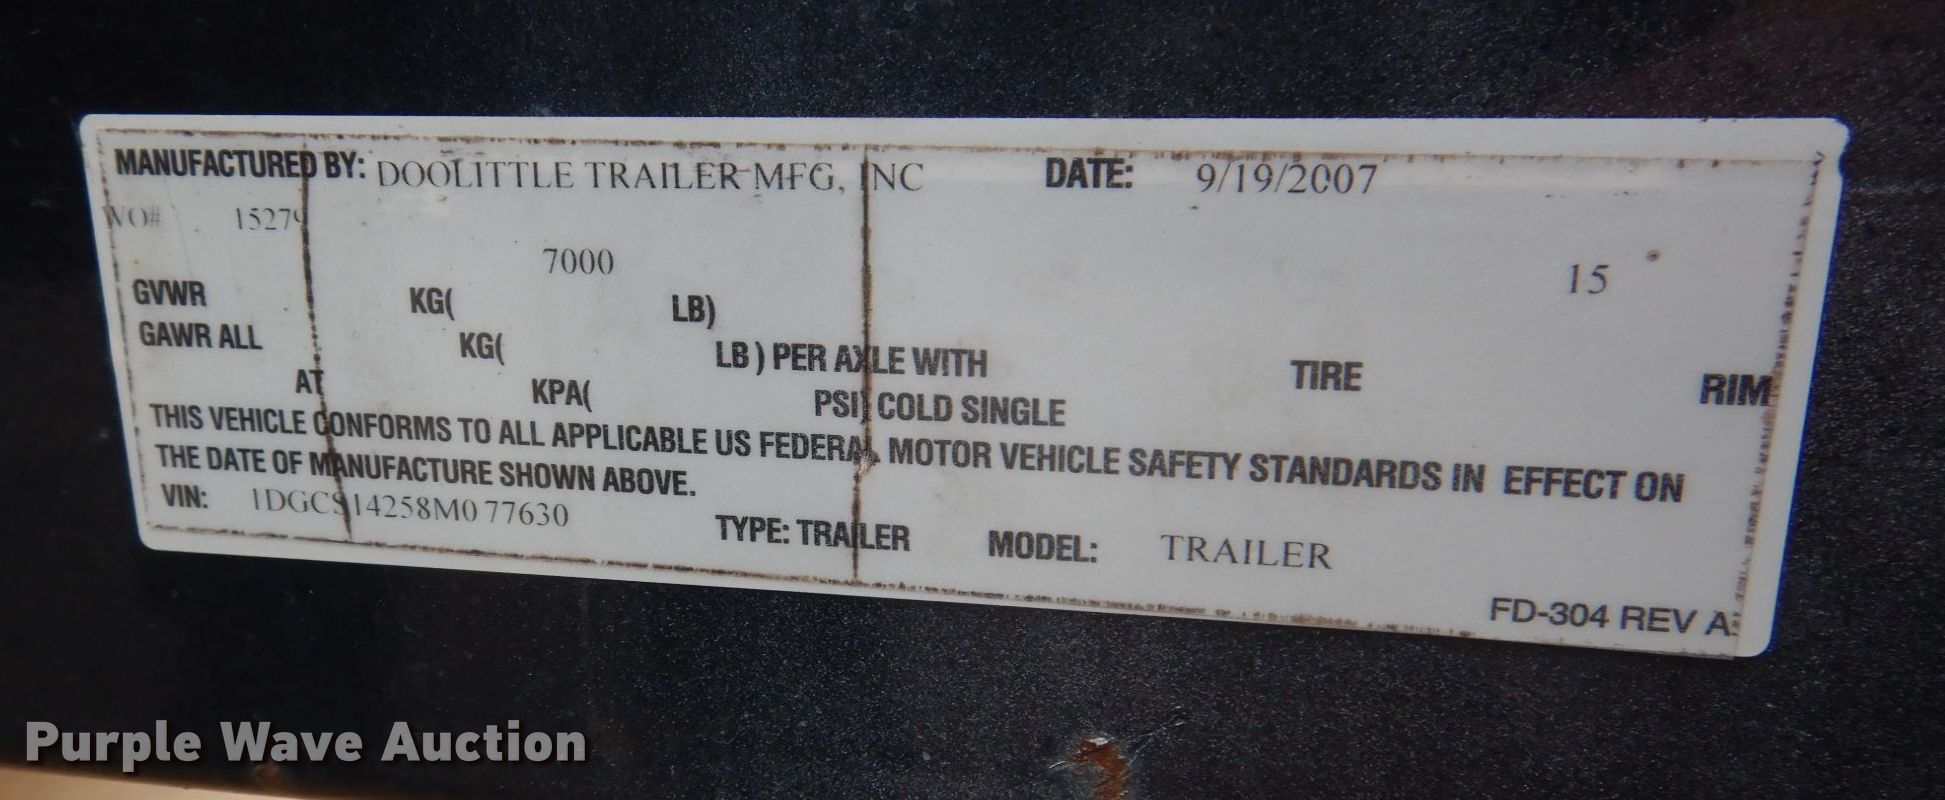 MANUFACTURED BY: DOOLITTLE TRAILER MFG, INC DATE: 9/19/2007
WO# 15279
7000 15
GVWR KG( LB)
GAWR ALL KG( LB) PER AXLE WITH TIRE RIM
AT KPA( PSI) COLD SINGLE
THIS VEHICLE CONFORMS TO ALL APPLICABLE US FEDERAL MOTOR VEHICLE SAFETY STANDARDS IN EFFECT ON
THE DATE OF MANUFACTURE SHOWN ABOVE.
VIN: 1DGCS14258M077630 TYPE: TRAILER MODEL: TRAILER
FD-304 REV A
Purple Wave Auction